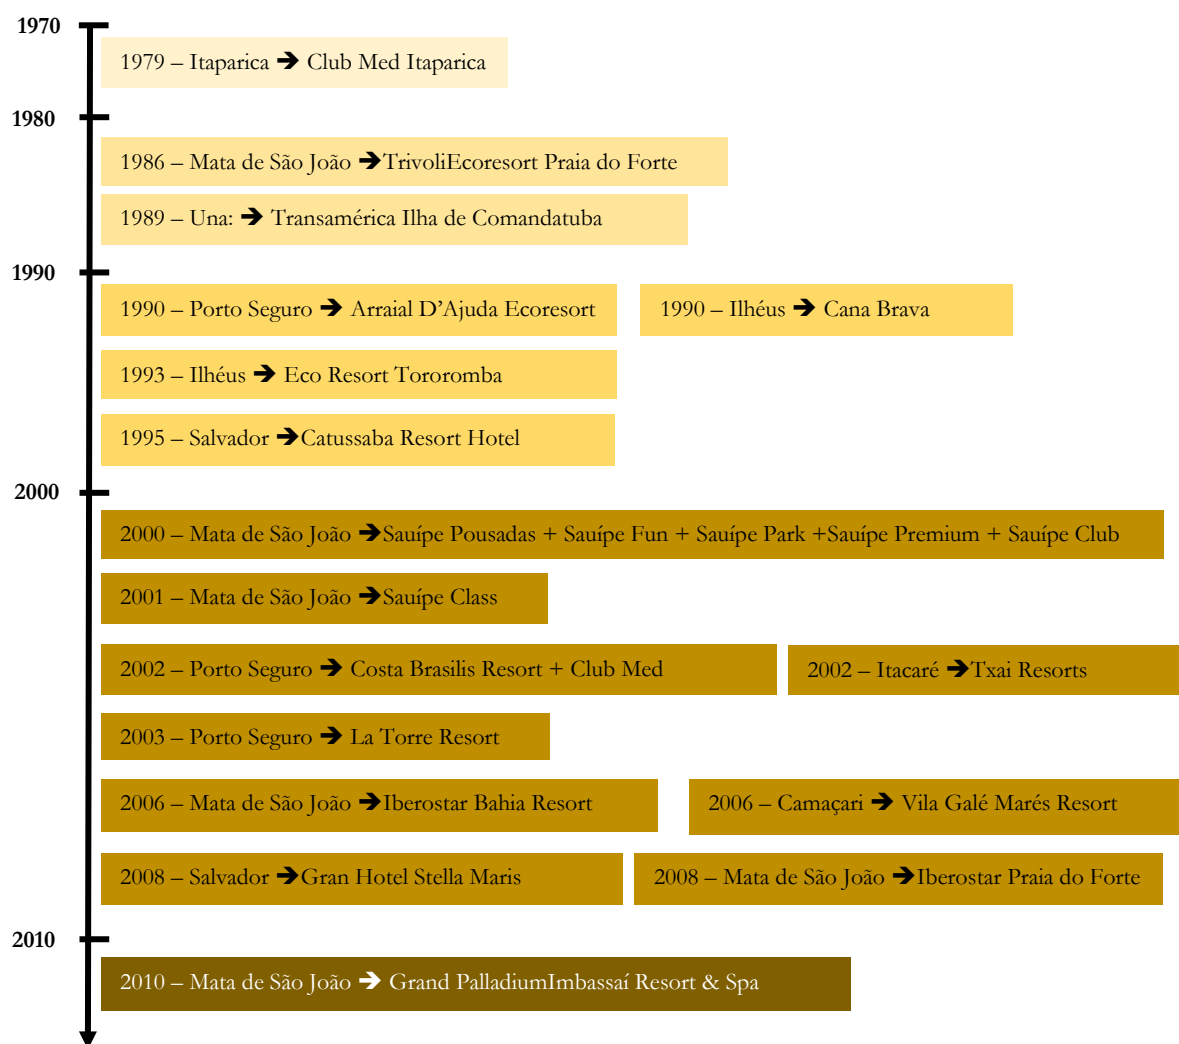 1970
1979 – Itaparica ➔ Club Med Itaparica
1980
1986 – Mata de São João ➔TrivoliEcoresort Praia do Forte
1989 – Una: ➔ Transamérica Ilha de Comandatuba
1990
1990 – Porto Seguro ➔ Arraial D’Ajuda Ecoresort
1990 – Ilhéus ➔ Cana Brava
1993 – Ilhéus ➔ Eco Resort Tororomba
1995 – Salvador ➔Catussaba Resort Hotel
2000
2000 – Mata de São João ➔Sauípe Pousadas + Sauípe Fun + Sauípe Park +Sauípe Premium + Sauípe Club
2001 – Mata de São João ➔Sauípe Class
2002 – Porto Seguro ➔ Costa Brasilis Resort + Club Med
2002 – Itacaré ➔Txai Resorts
2003 – Porto Seguro ➔ La Torre Resort
2006 – Mata de São João ➔Iberostar Bahia Resort
2006 – Camaçari ➔ Vila Galé Marés Resort
2008 – Salvador ➔Gran Hotel Stella Maris
2008 – Mata de São João ➔Iberostar Praia do Forte
2010
2010 – Mata de São João ➔ Grand PalladiumImbassaí Resort & Spa